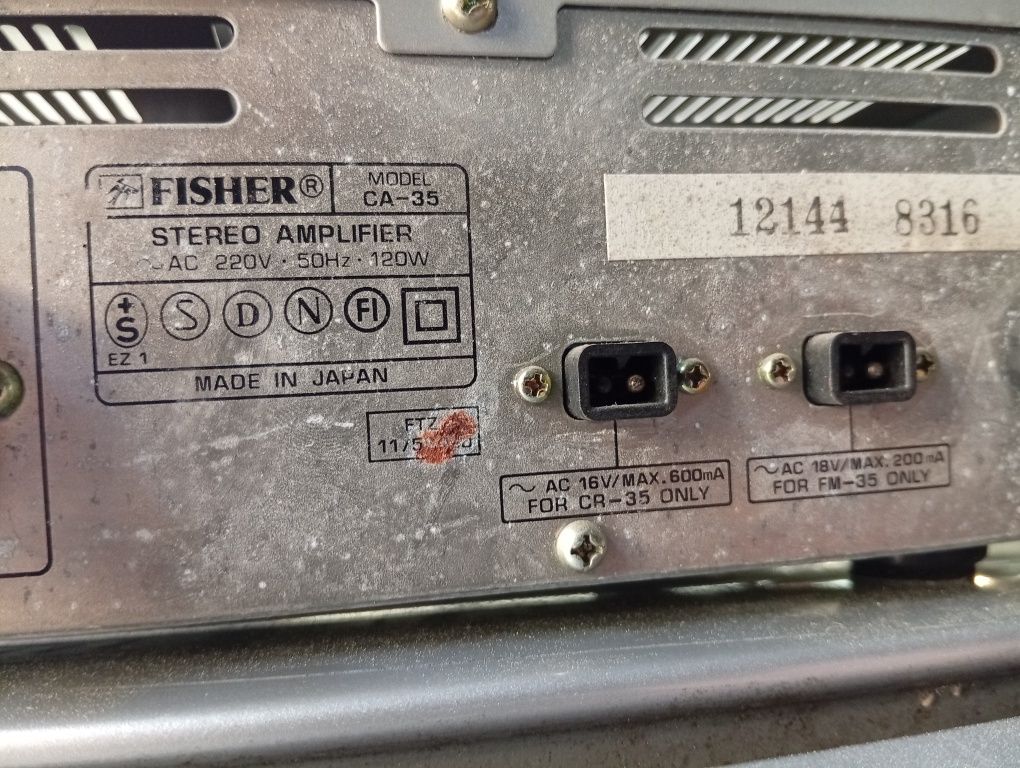 FISHER®
MODEL
CA-35
STEREO AMPLIFIER
~AC 220V · 50Hz · 120W
+S S D N FI
EZ 1
MADE IN JAPAN
12144 8316
FTZ
~ AC 16V/MAX. 600mA
FOR CR-35 ONLY
~AC 18V/MAX. 200mA
FOR FM-35 ONLY